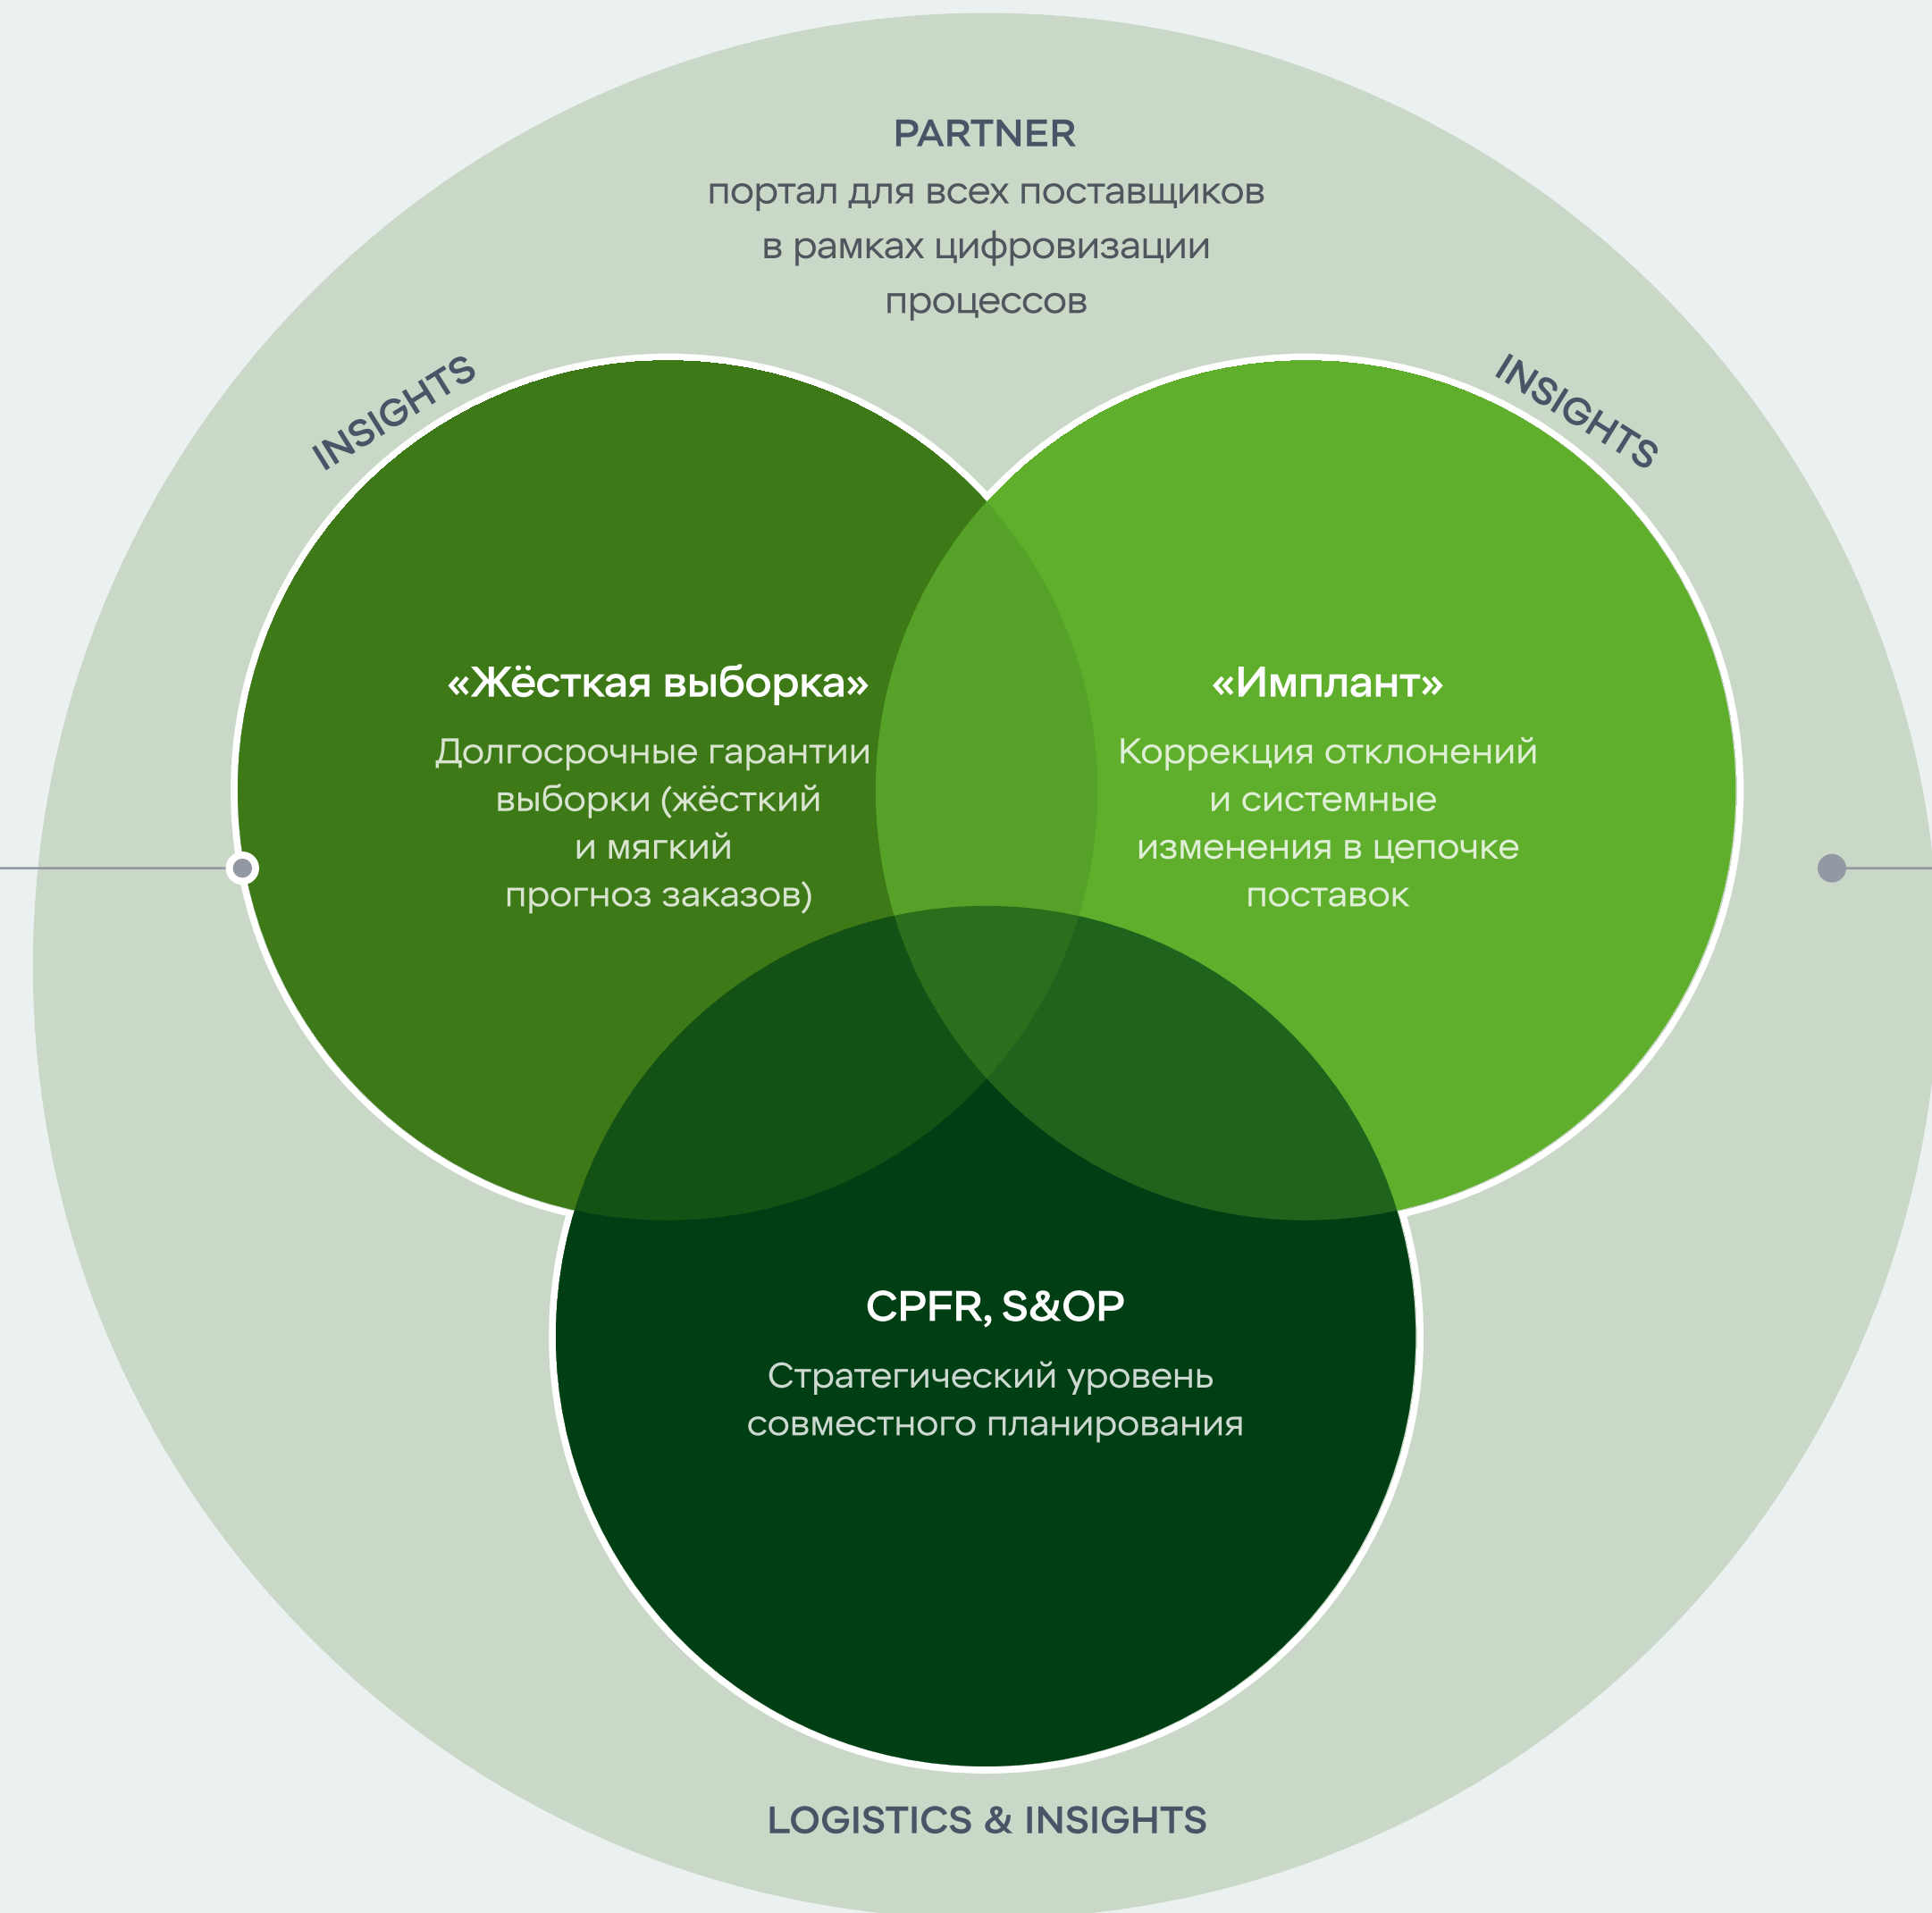 PARTNER
портал для всех поставщиков
в рамках цифровизации
процессов
INSIGHTS
INSIGHTS
«Жёсткая выборка»
Долгосрочные гарантии
выборки (жёсткий
и мягкий
прогноз заказов)
«Имплант»
Коррекция отклонений
и системные
изменения в цепочке
поставок
CPFR, S&OP
Стратегический уровень
совместного планирования
LOGISTICS & INSIGHTS